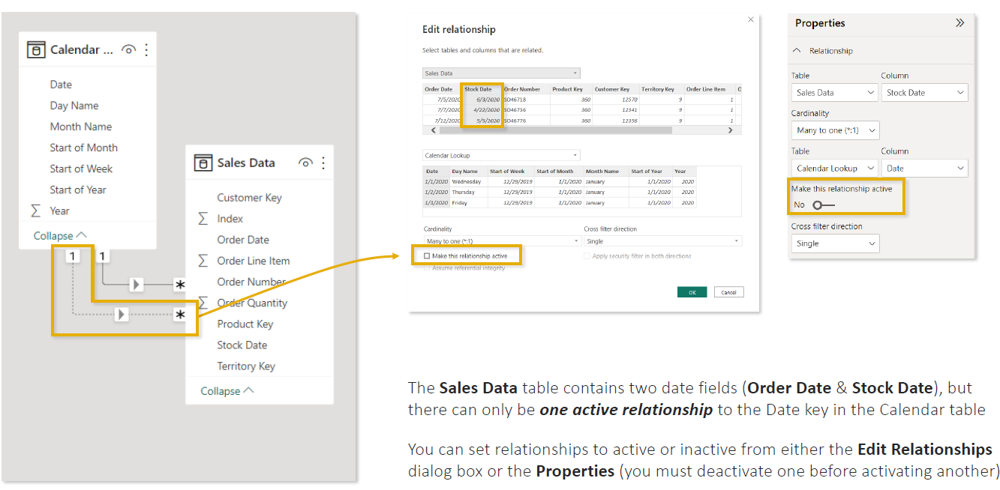 Calendar ...
Date
Day Name
Month Name
Start of Month
Start of Week
Start of Year
Year
Collapse
1
1
*
*
Sales Data
Customer Key
Index
Order Date
Order Line Item
Order Number
Order Quantity
Product Key
Stock Date
Territory Key
Collapse
Edit relationship
Select tables and columns that are related.
Sales Data
Order Date Stock Date Order Number Product Key Customer Key Territory Key Order Line Item O
7/5/2020 6/3/2020 SO46718 360 12570 9 1
7/7/2020 4/22/2020 SO46736 360 12341 9 1
7/12/2020 5/5/2020 SO46776 360 12356 9 1
Calendar Lookup
Date Day Name Start of Week Start of Month Month Name Start of Year Year
1/1/2020 Wednesday 12/29/2019 1/1/2020 January 1/1/2020 2020
1/2/2020 Thursday 12/29/2019 1/1/2020 January 1/1/2020 2020
1/3/2020 Friday 12/29/2019 1/1/2020 January 1/1/2020 2020
Cardinality Cross filter direction
Many to one (*:1) Single
Make this relationship active Apply security filter in both directions
Assume referential integrity
OK Cancel
Properties
Relationship
Table Column
Sales Data Stock Date
Cardinality
Many to one (*:1)
Table Column
Calendar Lookup Date
Make this relationship active
No
Cross filter direction
Single
The Sales Data table contains two date fields (Order Date & Stock Date), but
there can only be one active relationship to the Date key in the Calendar table
You can set relationships to active or inactive from either the Edit Relationships
dialog box or the Properties (you must deactivate one before activating another)